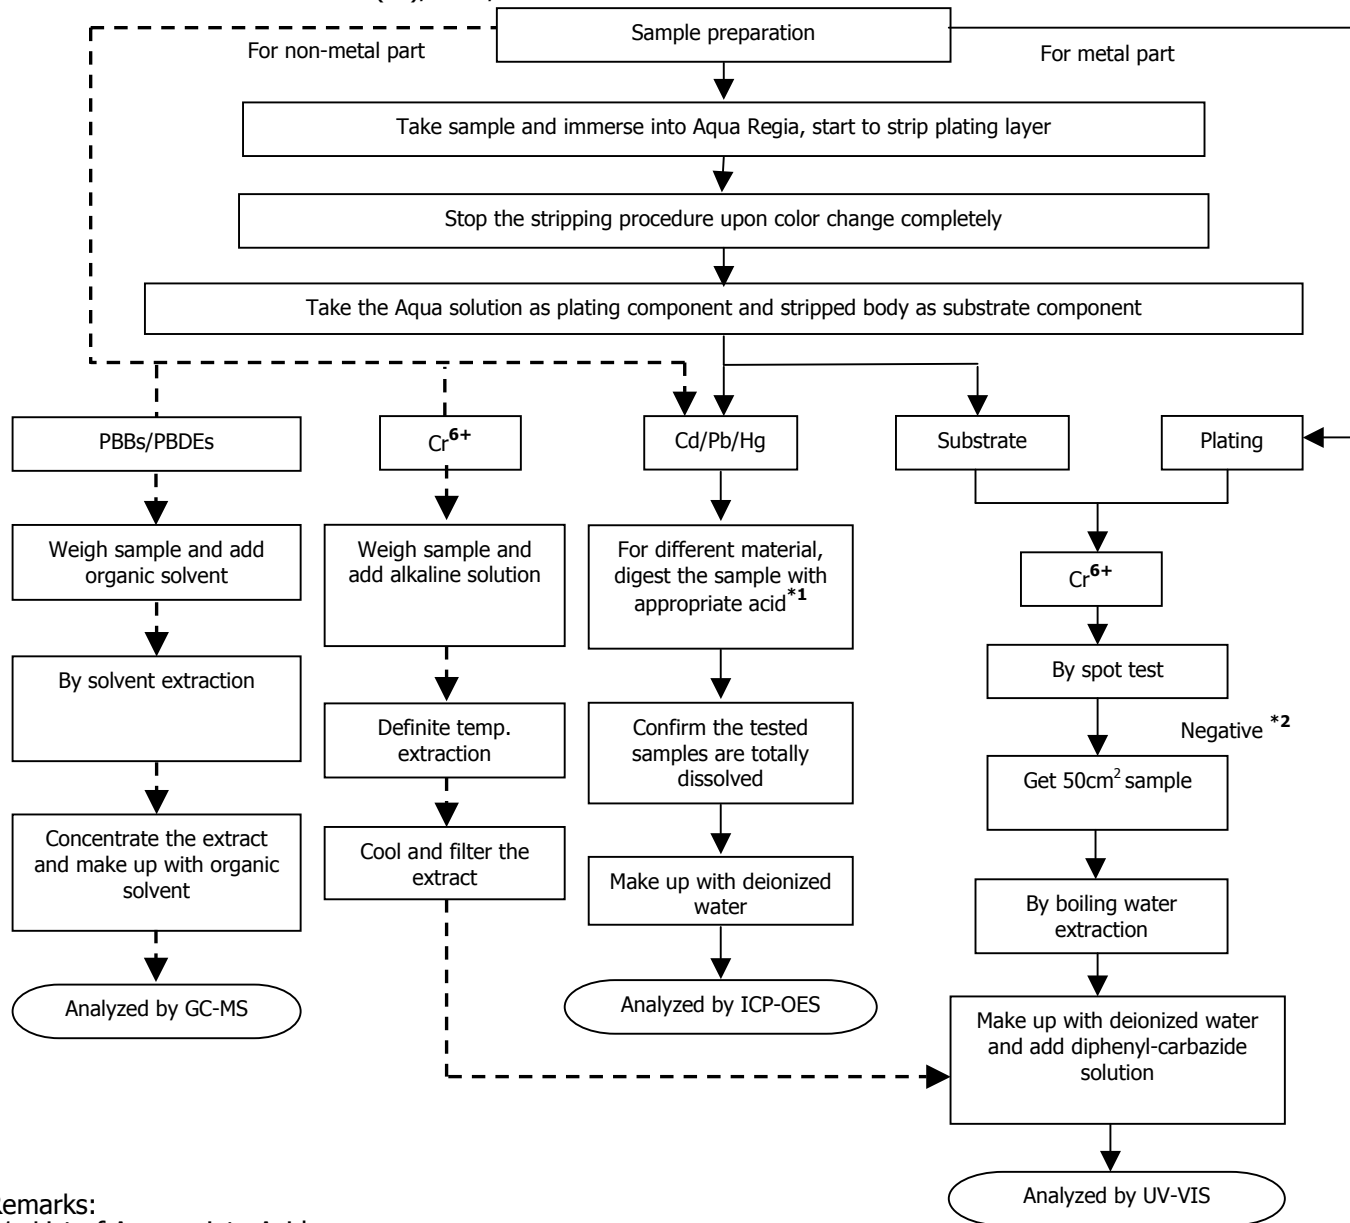 Sample preparation
For non-metal part
For metal part
Take sample and immerse into Aqua Regia, start to strip plating layer
Stop the stripping procedure upon color change completely
Take the Aqua solution as plating component and stripped body as substrate component
PBBs/PBDEs
Cr6+
Cd/Pb/Hg
Substrate
Plating
Weigh sample and add
organic solvent
By solvent extraction
Concentrate the extract
and make up with organic
solvent
Analyzed by GC-MS
Weigh sample and
add alkaline solution
Definite temp.
extraction
Cool and filter the
extract
For different material,
digest the sample with
appropriate acid*1
Confirm the tested
samples are totally
dissolved
Make up with deionized
water
Analyzed by ICP-OES
Cr6+
By spot test
Negative *2
Get 50cm2 sample
By boiling water
extraction
Make up with deionized water
and add diphenyl-carbazide
solution
Analyzed by UV-VIS
emarks: